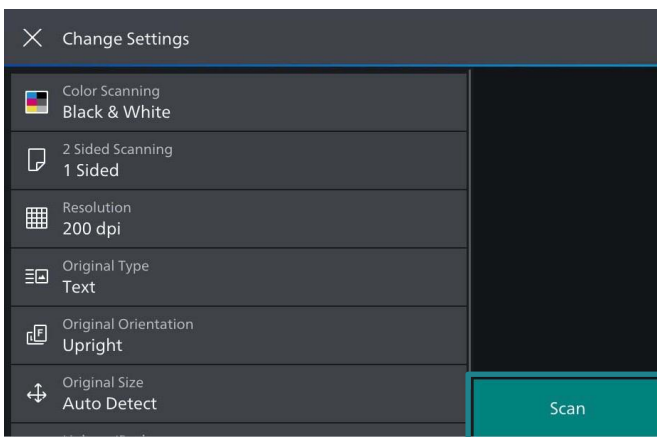 Change Settings
Color Scanning
Black & White
2 Sided Scanning
1 Sided
Resolution
200 dpi
Original Type
Text
Original Orientation
Upright
Original Size
Auto Detect
Scan